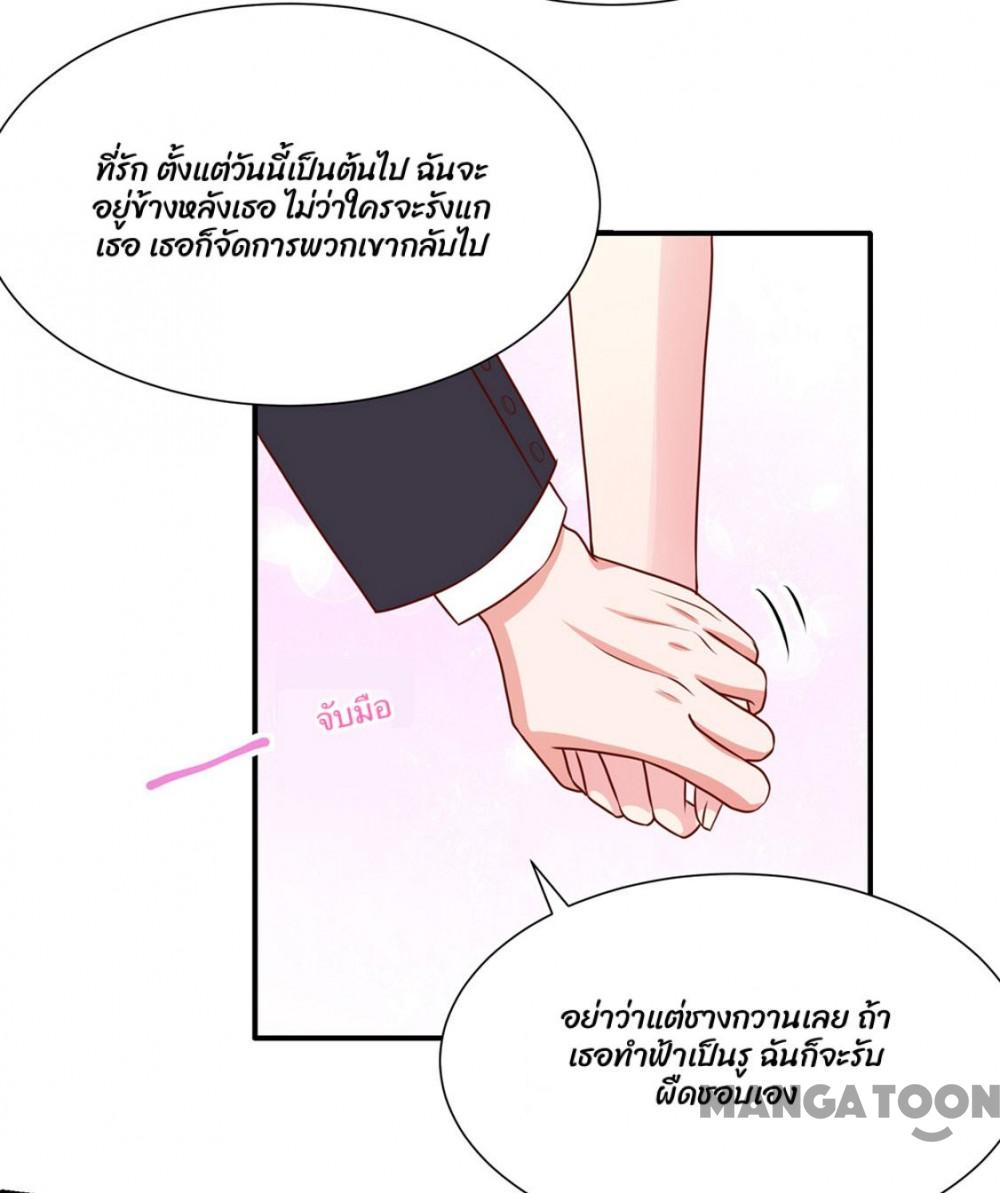 ที่รัก ตั้งแต่วันนี้เป็นต้นไป ฉันจะ
อยู่ข้างหลังเธอ ไม่ว่าใครจะรังแก
เธอ เธอก็จัดการพวกเขากลับไป
จับมือ
อย่าว่าแต่ชางกวานเลย ถ้า
เธอทำฟ้าเป็นรู ฉันก็จะรับ
ผืดชอบเอง
MANGATOON